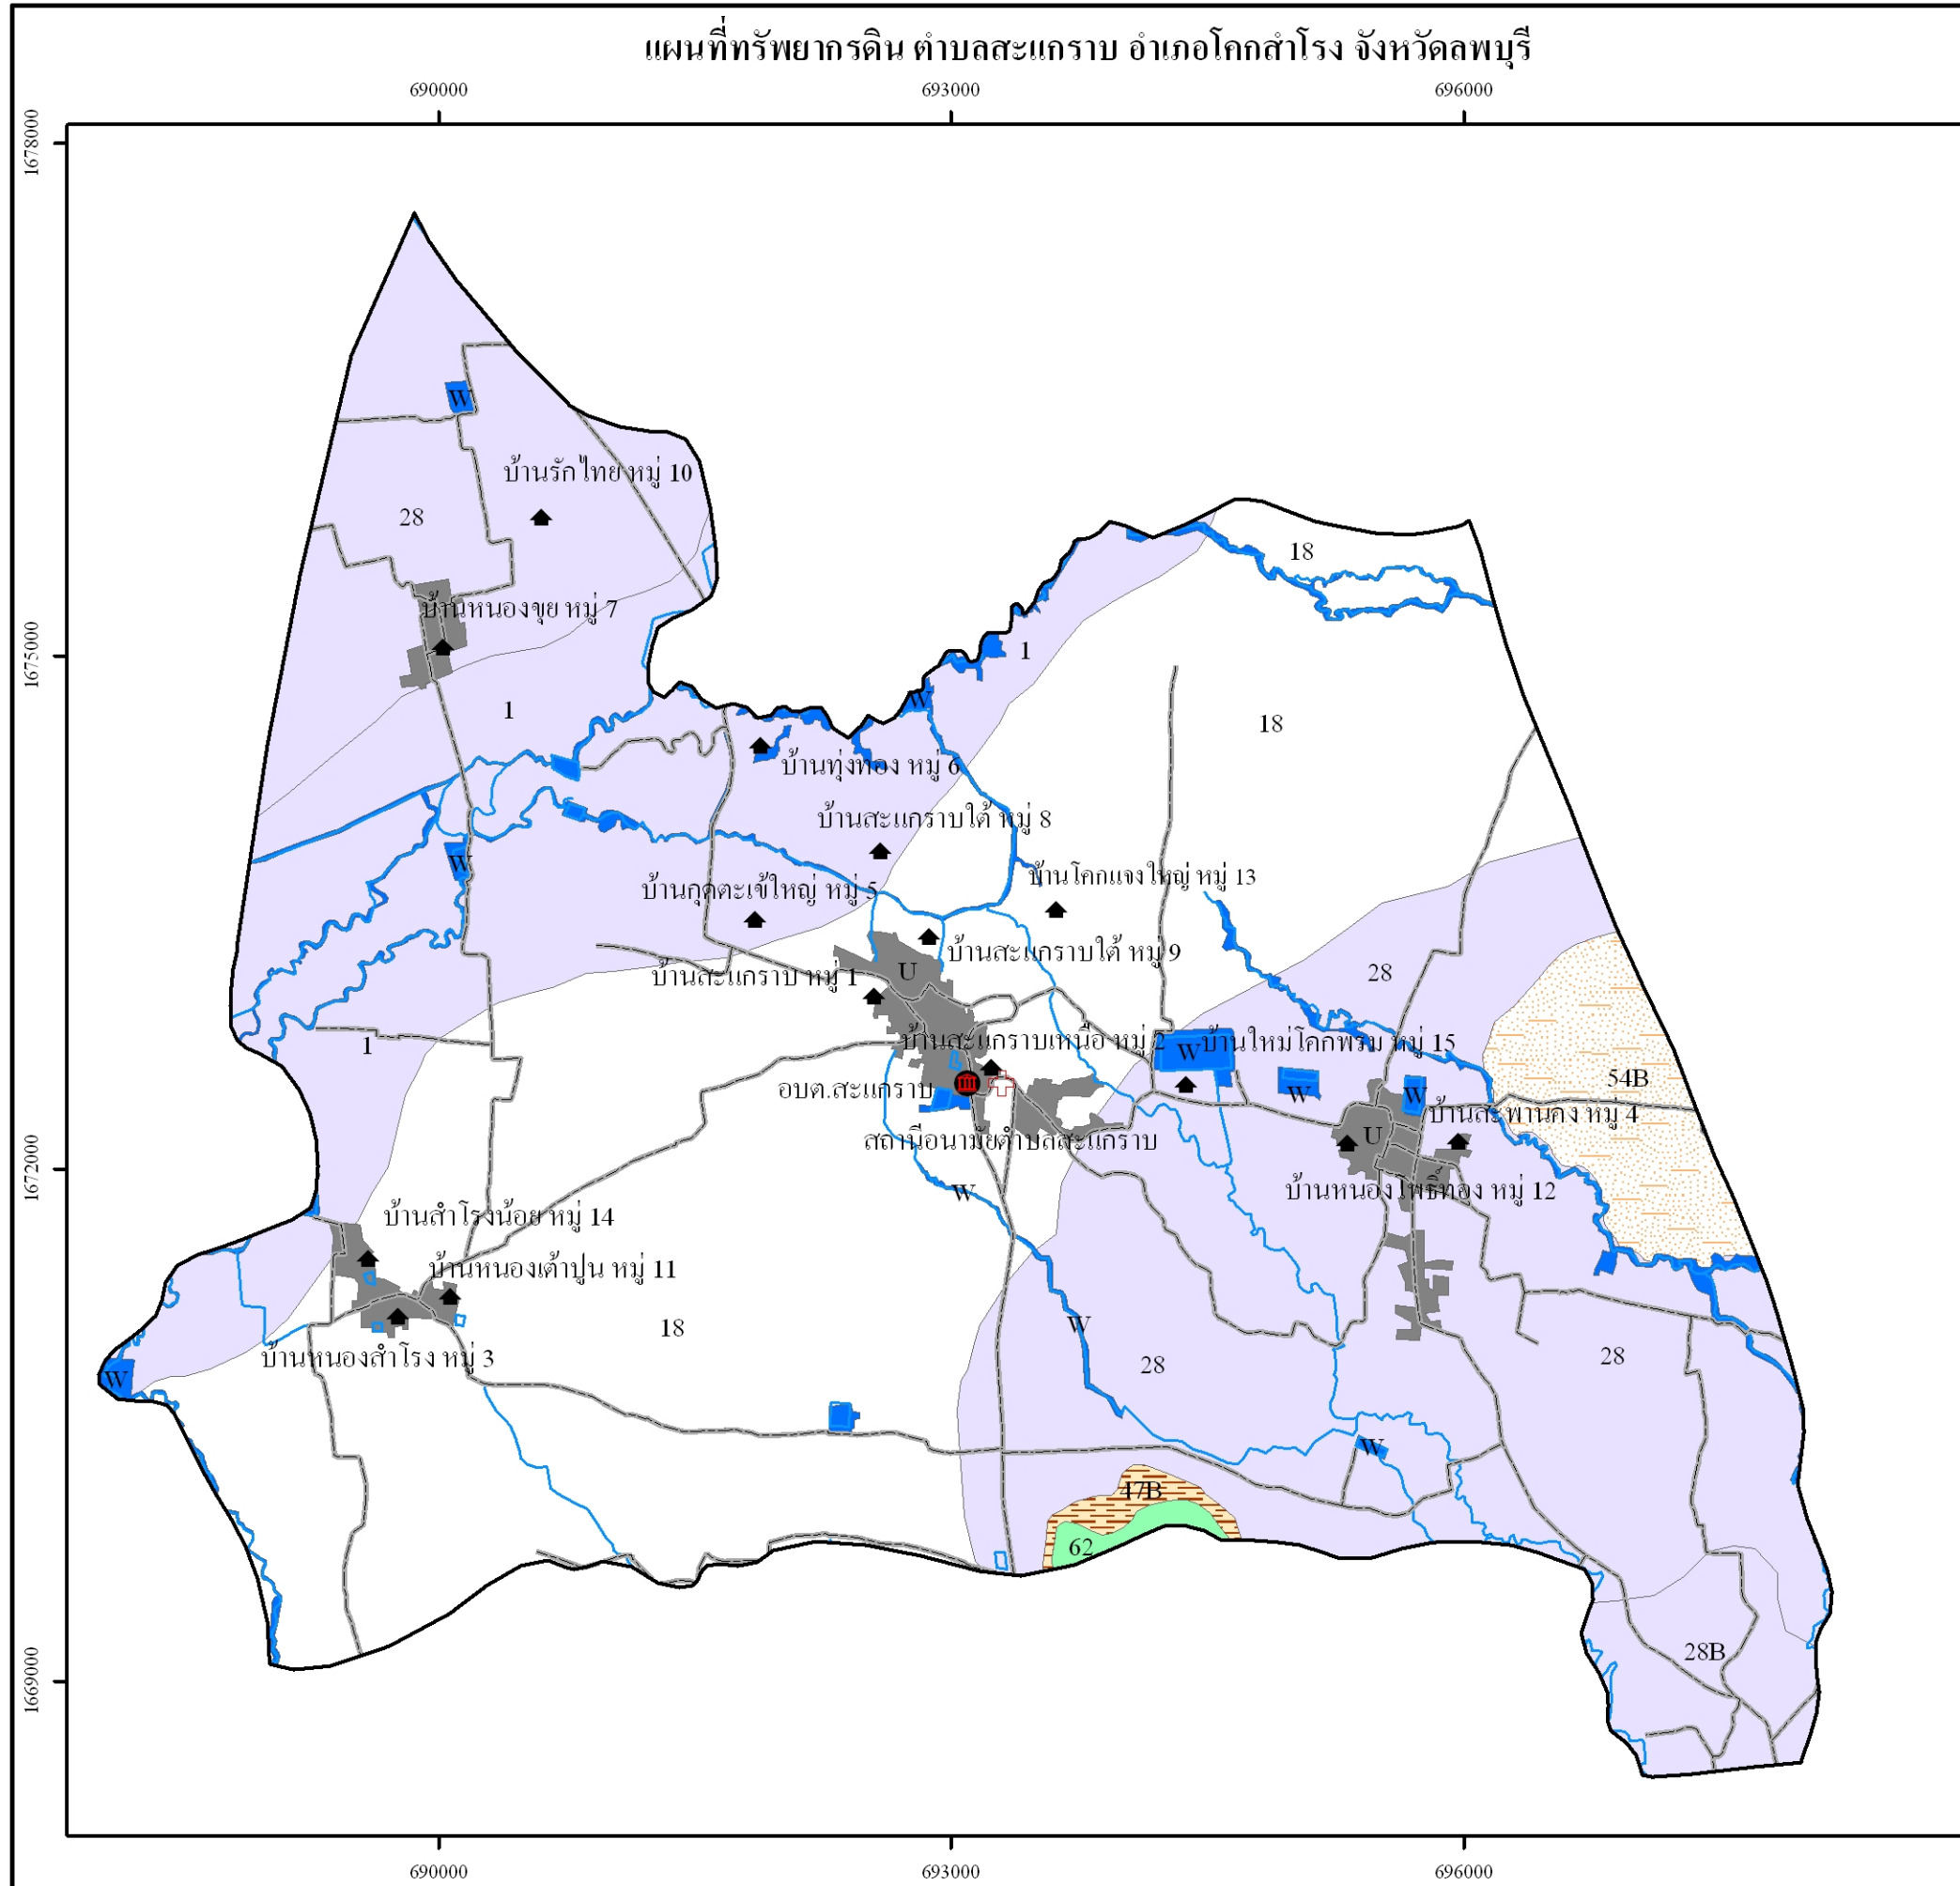 แผนที่ทรัพยากรดิน ตำบลสะแกราบ อำเภอโคกสำโรง จังหวัดลพบุรี
690000
693000
696000
1678000
W
บ้านรักไทย หมู่ 10
28
18
บ้านหนองขุย หมู่ 7
1675000
1
W
1
18
บ้านทุ่งทอง หมู่ 6
บ้านสะแกราบใต้ หมู่ 8
W
บ้านกุดตะเข้ใหญ่ หมู่ 5
บ้านโคกแจงใหญ่ หมู่ 13
บ้านสะแกราบใต้ หมู่ 9
บ้านสะแกราบ หมู่ 1
U
28
1
บ้านสะแกราบเหนือ หมู่ 2
W
บ้านใหม่โคกพรม หมู่ 15
54B
อบต.สะแกราบ
W
W
บ้านสะพานคง หมู่ 4
สถานีอนามัยตำบลสะแกราบ
U
1672000
W
บ้านหนองโพธิ์ทอง หมู่ 12
บ้านสำโรงน้อย หมู่ 14
บ้านหนองเต้าปูน หมู่ 11
18
W
บ้านหนองสำโรง หมู่ 3
28
28
W
W
47B
62
28B
1669000
690000
693000
696000